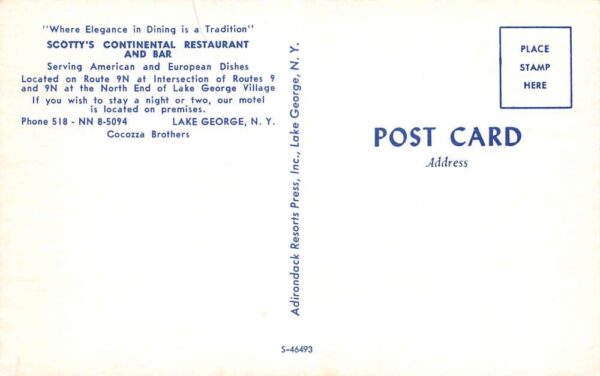 "Where Elegance in Dining is a Tradition"
SCOTTY'S CONTINENTAL RESTAURANT
AND BAR
Serving American and European Dishes
Located on Route 9N at Intersection of Routes 9
and 9N at the North End of Lake George Village
If you wish to stay a night or two, our motel
is located on premises.
Phone 518 - NN 8-5094 LAKE GEORGE, N. Y.
Cocozza Brothers
Adirondack Resorts Press, Inc., Lake George, N. Y.
S-46493
PLACE
STAMP
HERE
POST CARD
Address